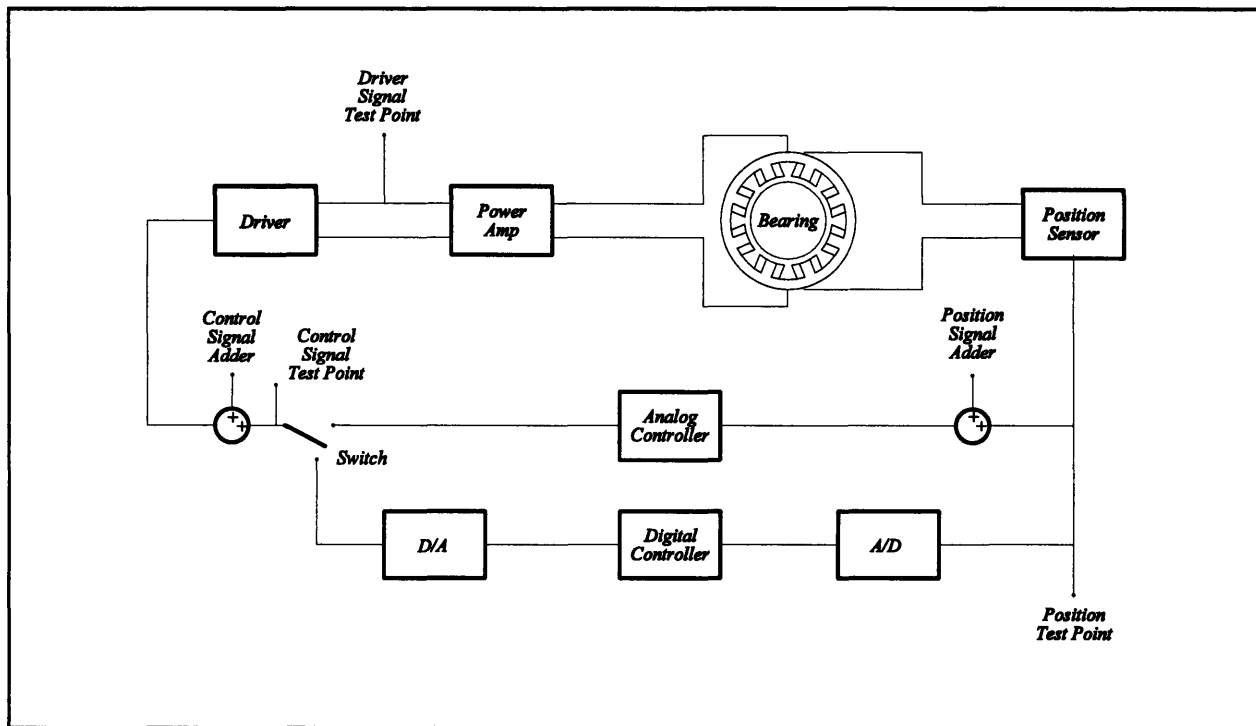 Driver
Signal
Test Point
Driver
Power
Amp
Bearing
Position
Sensor
Control
Signal
Adder
Control
Signal
Test Point
Position
Signal
Adder
+
+
Analog
Controller
+
+
Switch
D/A
Digital
Controller
A/D
Position
Test Point